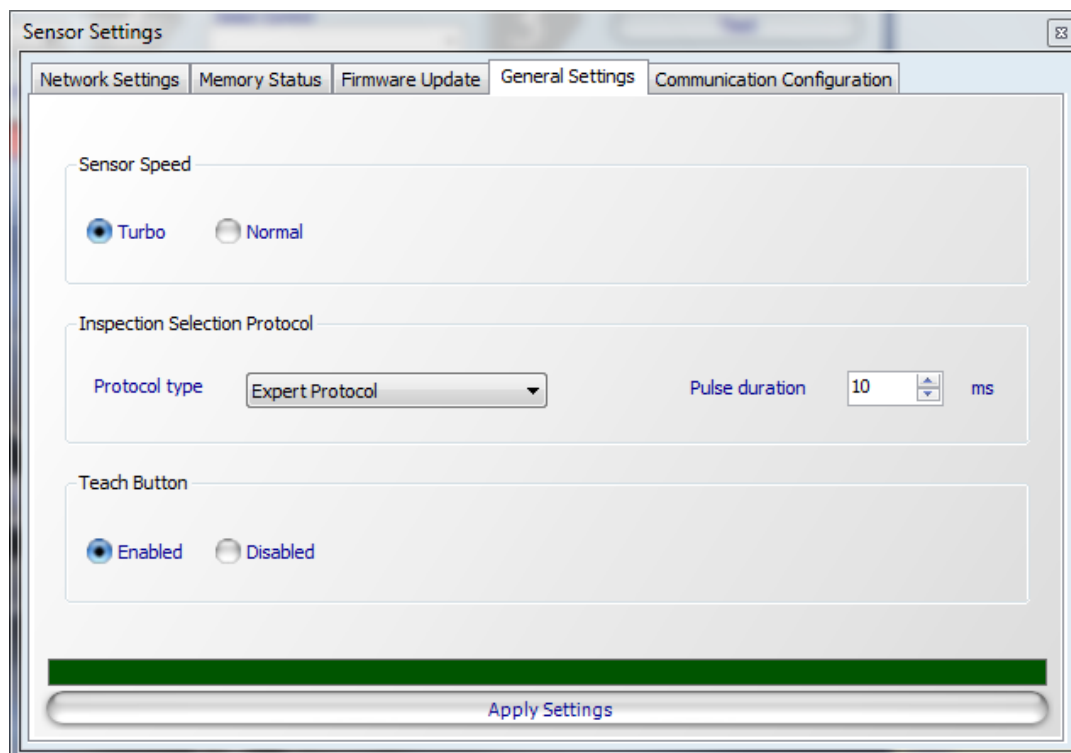 Sensor Settings
Network Settings Memory Status Firmware Update General Settings Communication Configuration
Sensor Speed
Turbo Normal
Inspection Selection Protocol
Protocol type Expert Protocol Pulse duration 10 ms
Teach Button
Enabled Disabled
Apply Settings